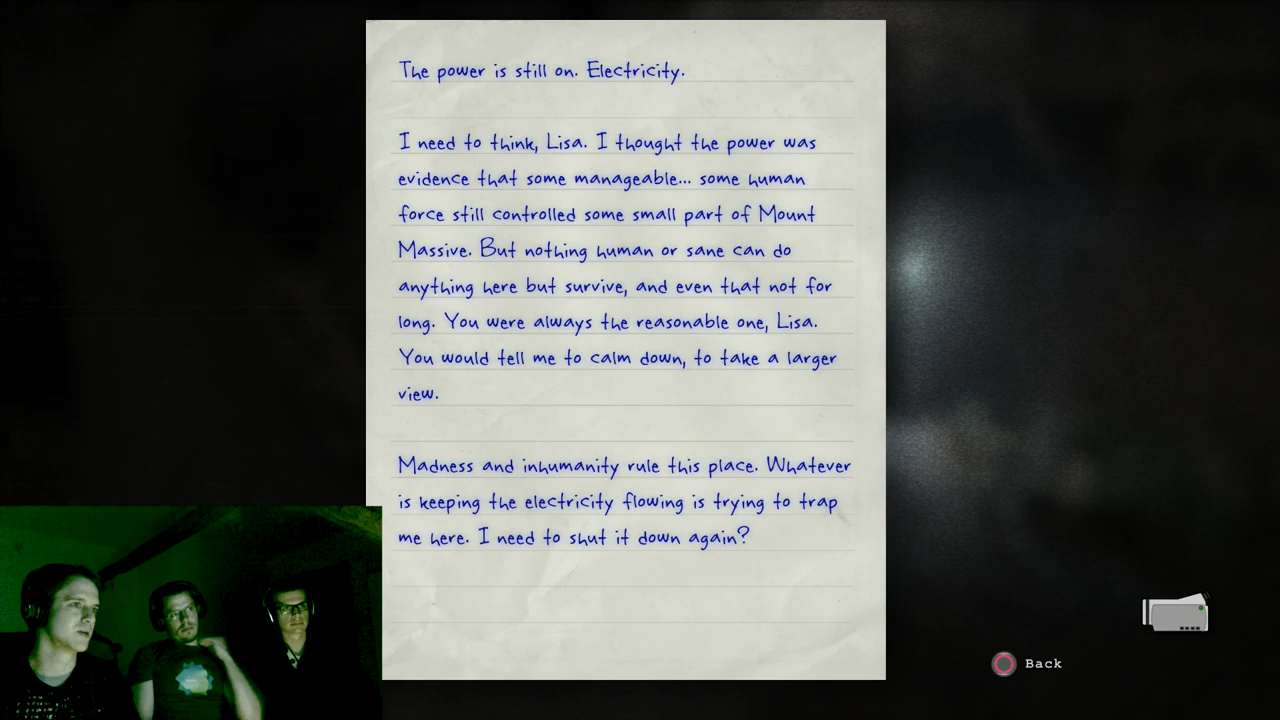 The power is still on. Electricity.
I need to think, Lisa. I thought the power was
evidence that some manageable... some human
force still controlled some small part of Mount
Massive. But nothing human or sane can do
anything here but survive, and even that not for
long. You were always the reasonable one, Lisa.
You would tell me to calm down, to take a larger
view.
Madness and inhumanity rule this place. Whatever
is keeping the electricity flowing is trying to trap
me here. I need to shut it down again?
Back